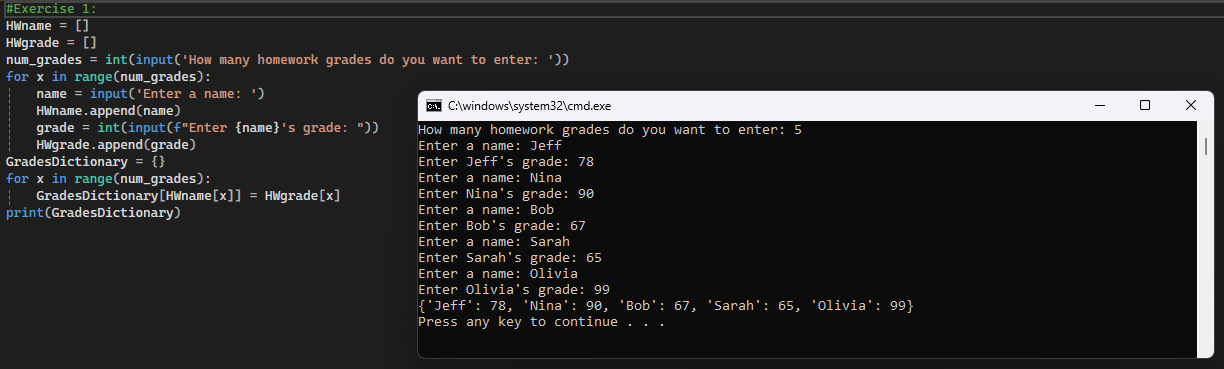 #Exercise 1:
HWname = []
HWgrade = []
num_grades = int(input('How many homework grades do you want to enter: '))
for x in range(num_grades):
    name = input('Enter a name: ')
    HWname.append(name)
    grade = int(input(f"Enter {name}'s grade: "))
    HWgrade.append(grade)
GradesDictionary = {}
for x in range(num_grades):
    GradesDictionary[HWname[x]] = HWgrade[x]
print(GradesDictionary)
C:\windows\system32\cmd.exe
How many homework grades do you want to enter: 5
Enter a name: Jeff
Enter Jeff's grade: 78
Enter a name: Nina
Enter Nina's grade: 90
Enter a name: Bob
Enter Bob's grade: 67
Enter a name: Sarah
Enter Sarah's grade: 65
Enter a name: Olivia
Enter Olivia's grade: 99
{'Jeff': 78, 'Nina': 90, 'Bob': 67, 'Sarah': 65, 'Olivia': 99}
Press any key to continue . . .